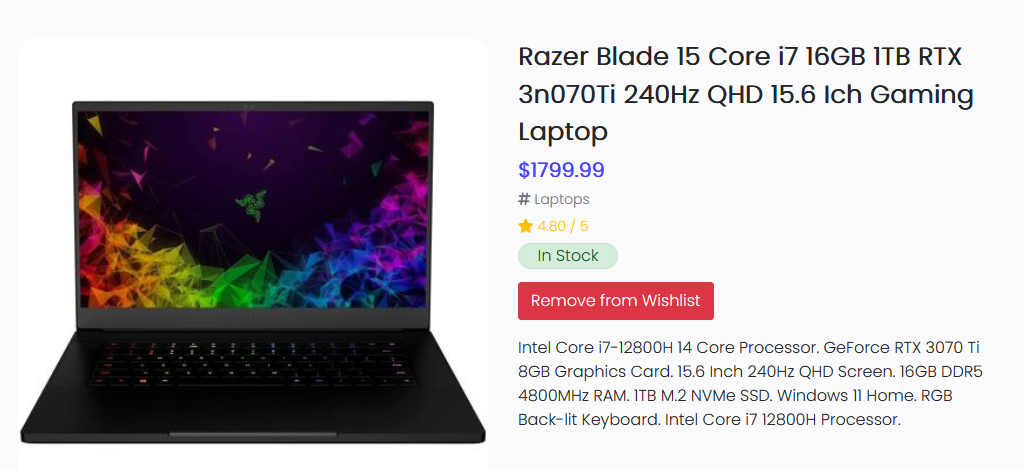 Razer Blade 15 Core i7 16GB 1TB RTX
3n070Ti 240Hz QHD 15.6 Ich Gaming
Laptop
$1799.99
# Laptops
4.80 / 5
In Stock
Remove from Wishlist
Intel Core i7-12800H 14 Core Processor. GeForce RTX 3070 Ti
8GB Graphics Card. 15.6 Inch 240Hz QHD Screen. 16GB DDR5
4800MHz RAM. 1TB M.2 NVMe SSD. Windows 11 Home. RGB
Back-lit Keyboard. Intel Core i7 12800H Processor.